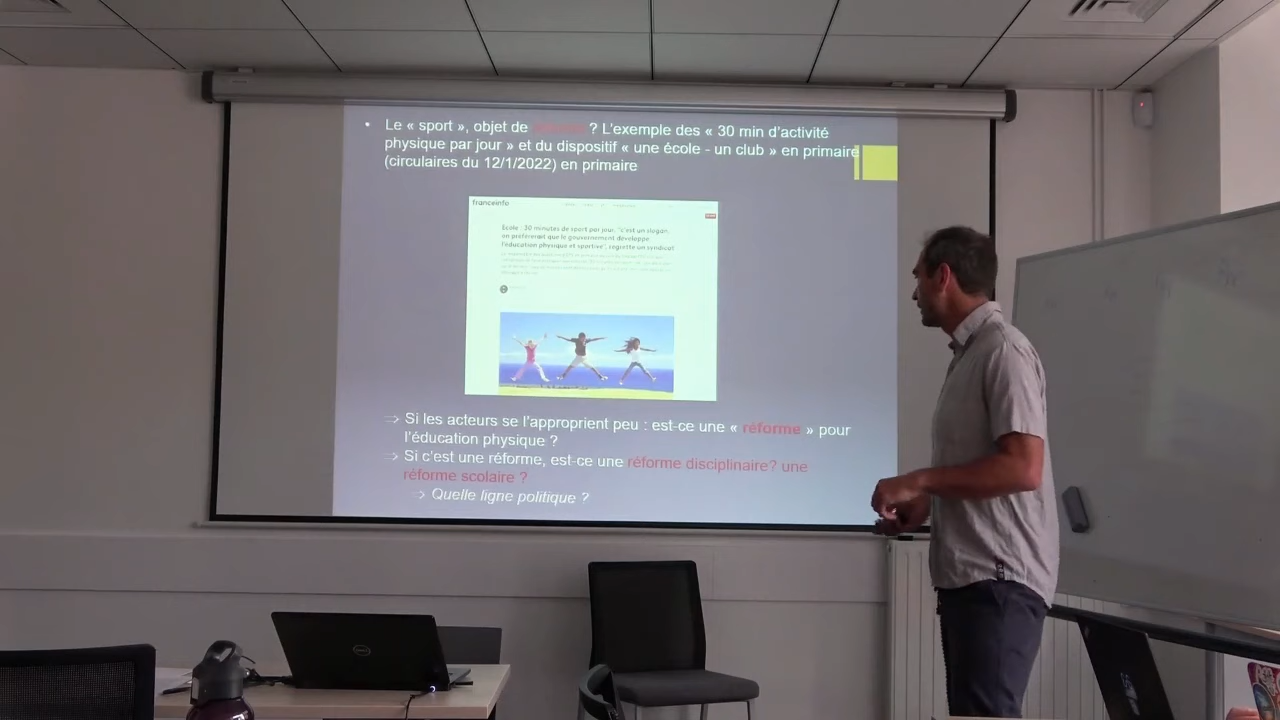 • Le « sport », objet de ? L'exemple des « 30 min d'activité
physique par jour » et du dispositif « une école - un club » en primaire
(circulaires du 12/1/2022) en primaire
franceinfo
Ecole : 30 minutes de sport par jour, "c'est un slogan,
on préfèrerait que le gouvernement développe
l'éducation physique et sportive", regrette un syndicat
⇒ Si les acteurs se l'approprient peu : est-ce une « réforme » pour
l'éducation physique ?
⇒ Si c'est une réforme, est-ce une réforme disciplinaire? une
réforme scolaire ?
⇒ Quelle ligne politique ?
DELL